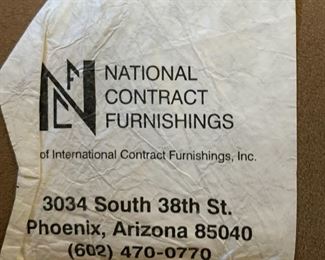 NATIONAL
CONTRACT
FURNISHINGS
of International Contract Furnishings, Inc.
3034 South 38th St.
Phoenix, Arizona 85040
(602) 470-0770